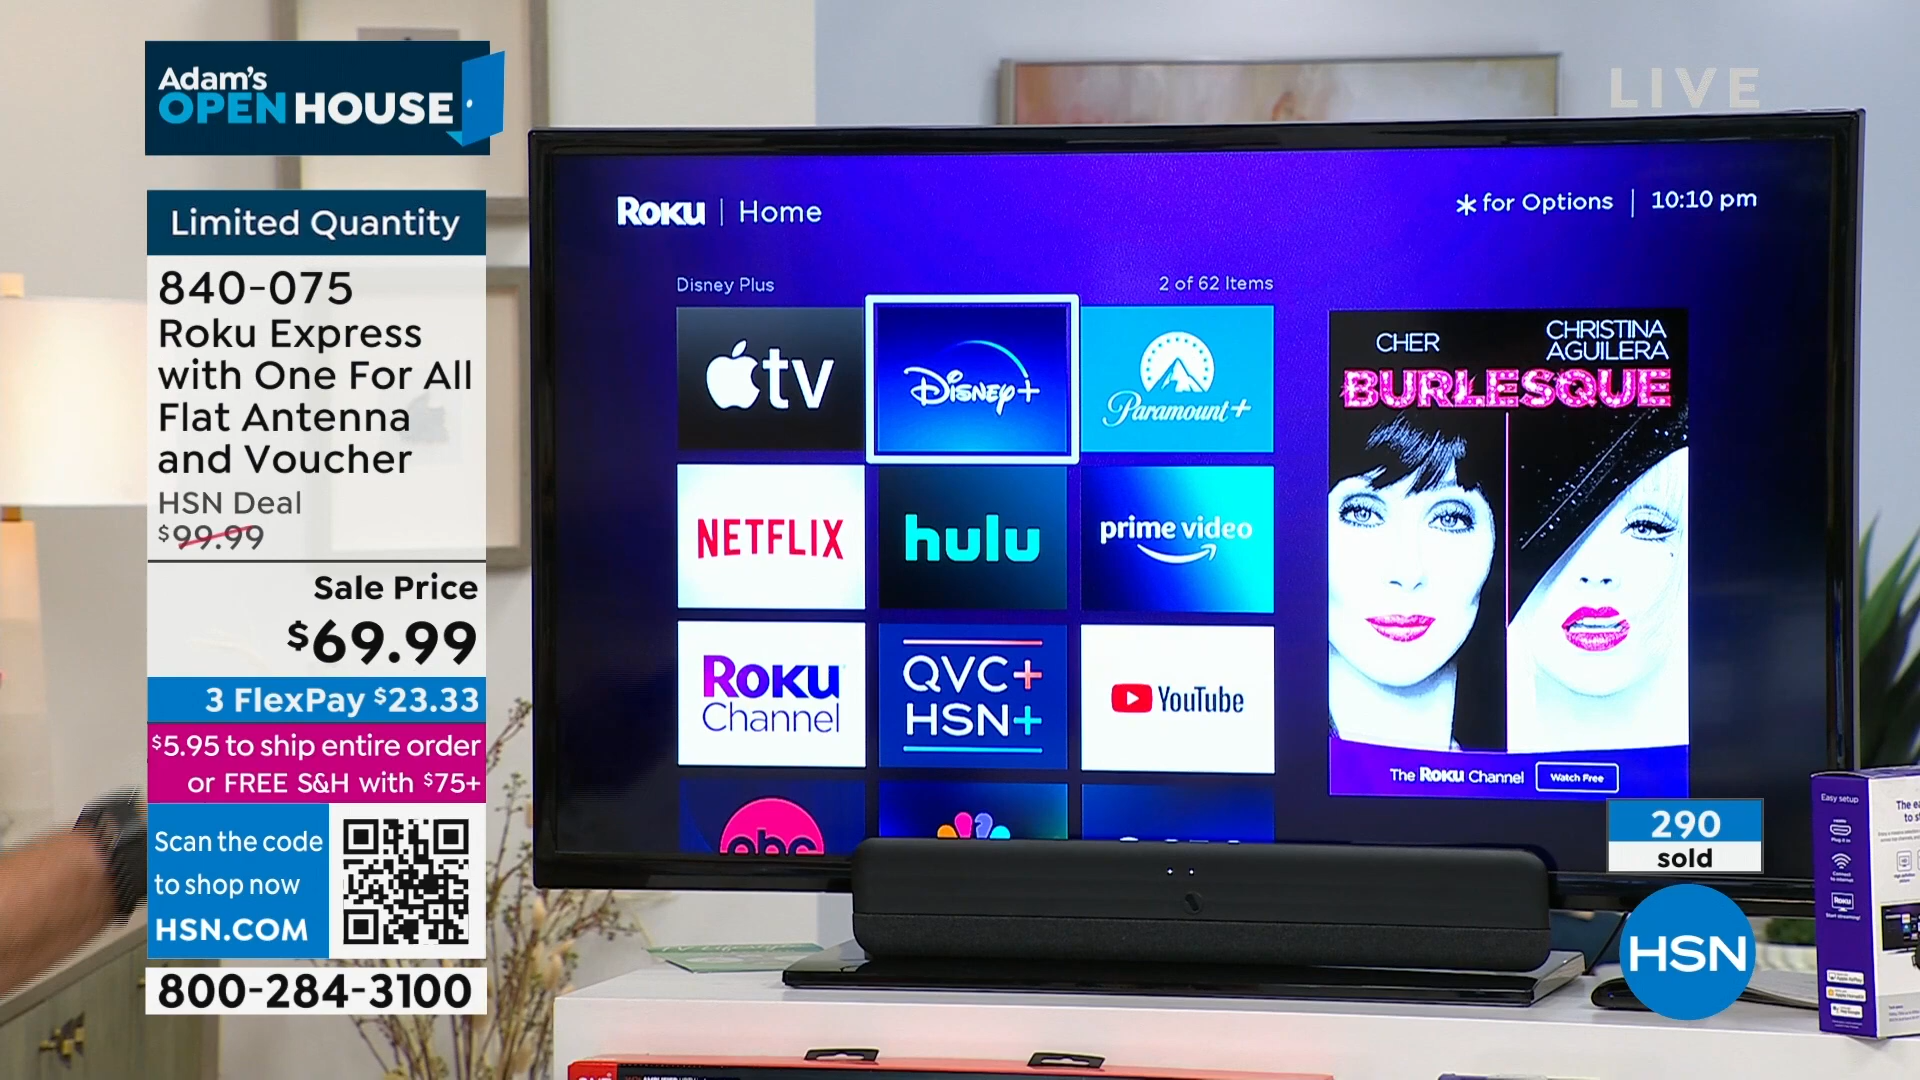 Adam's
OPEN HOUSE
LIVE
Limited Quantity
840-075
Roku Express
with One For All
Flat Antenna
and Voucher
HSN Deal
$99.99
Sale Price
$69.99
3 FlexPay $23.33
$5.95 to ship entire order
or FREE S&H with $75+
Scan the code
to shop now
HSN.COM
800-284-3100
Roku | Home
* for Options | 10:10 pm
Disney Plus
2 of 62 Items
tv
Disney+
Paramount+
NETFLIX
hulu
prime video
Roku
Channel
QVC+
HSN+
YouTube
abc
CHER
CHRISTINA
AGUILERA
BURLESQUE
The Roku Channel
Watch Free
290
sold
HSN
Easy setup